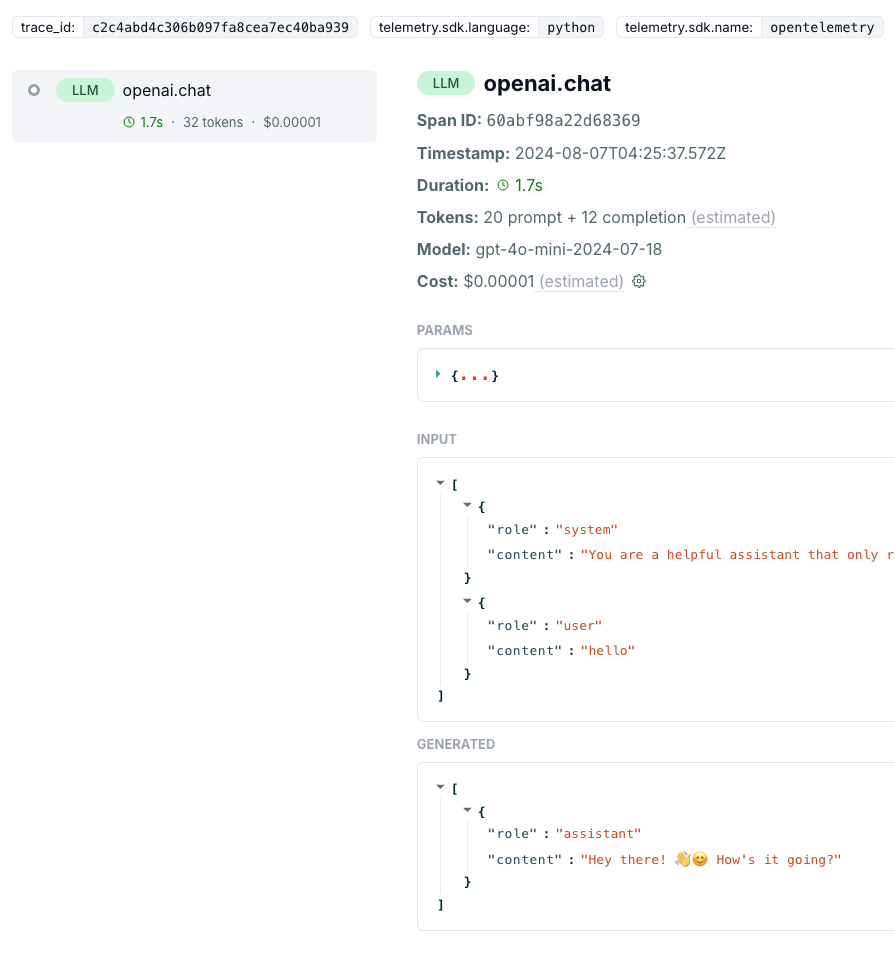 trace_id: c2c4abd4c306b097fa8cea7ec40ba939 telemetry.sdk.language: python telemetry.sdk.name: opentelemetry
LLM openai.chat
1.7s · 32 tokens · $0.00001
LLM openai.chat
Span ID: 60abf98a22d68369
Timestamp: 2024-08-07T04:25:37.572Z
Duration: 1.7s
Tokens: 20 prompt + 12 completion (estimated)
Model: gpt-4o-mini-2024-07-18
Cost: $0.00001 (estimated)
PARAMS
{...}
INPUT
[
{
"role" : "system"
"content" : "You are a helpful assistant that only r
}
{
"role" : "user"
"content" : "hello"
}
]
GENERATED
[
{
"role" : "assistant"
"content" : "Hey there! 👋😊 How's it going?"
}
]